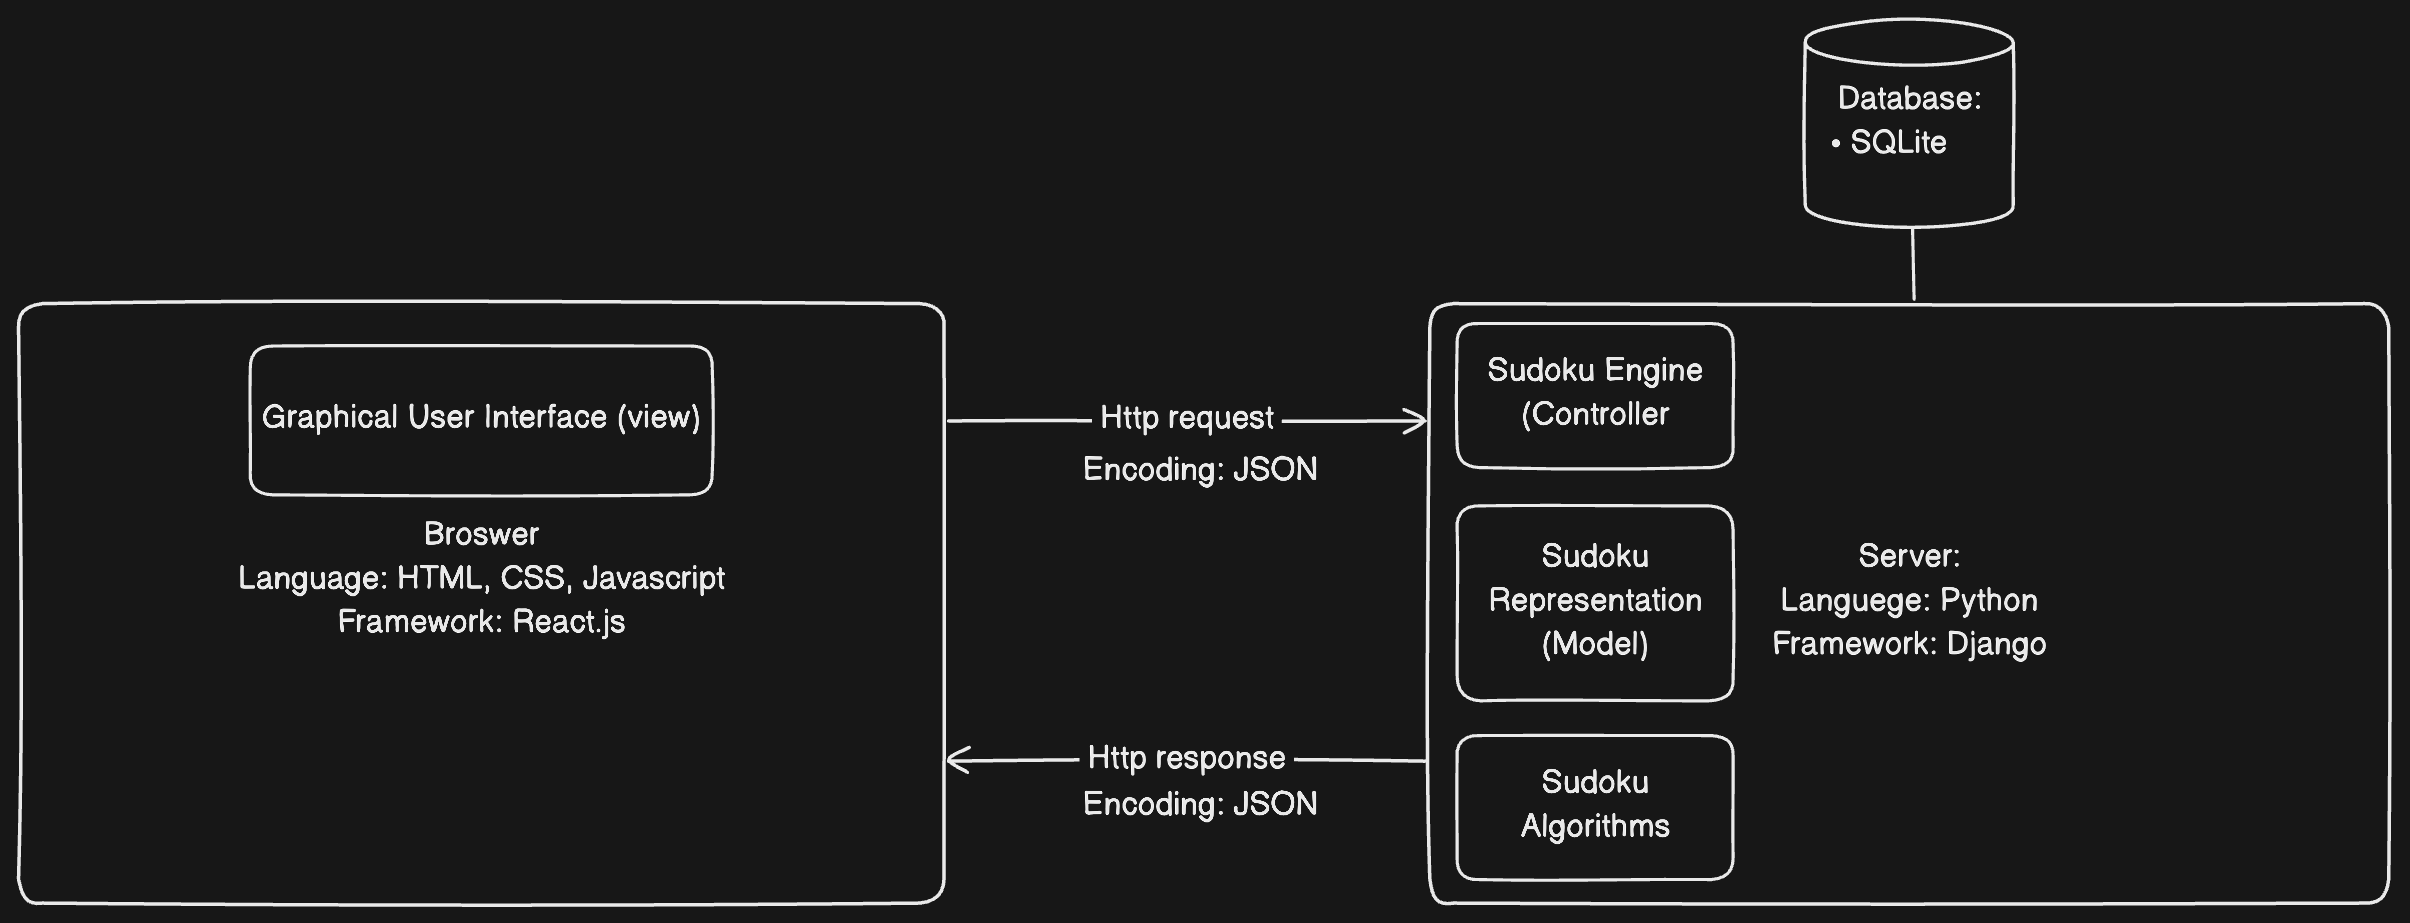 Database:
• SQLite
Graphical User Interface (view)
Broswer
Language: HTML, CSS, Javascript
Framework: React.js
Http request
Encoding: JSON
Http response
Encoding: JSON
Sudoku Engine
(Controller
Sudoku
Representation
(Model)
Sudoku
Algorithms
Server:
Languege: Python
Framework: Django